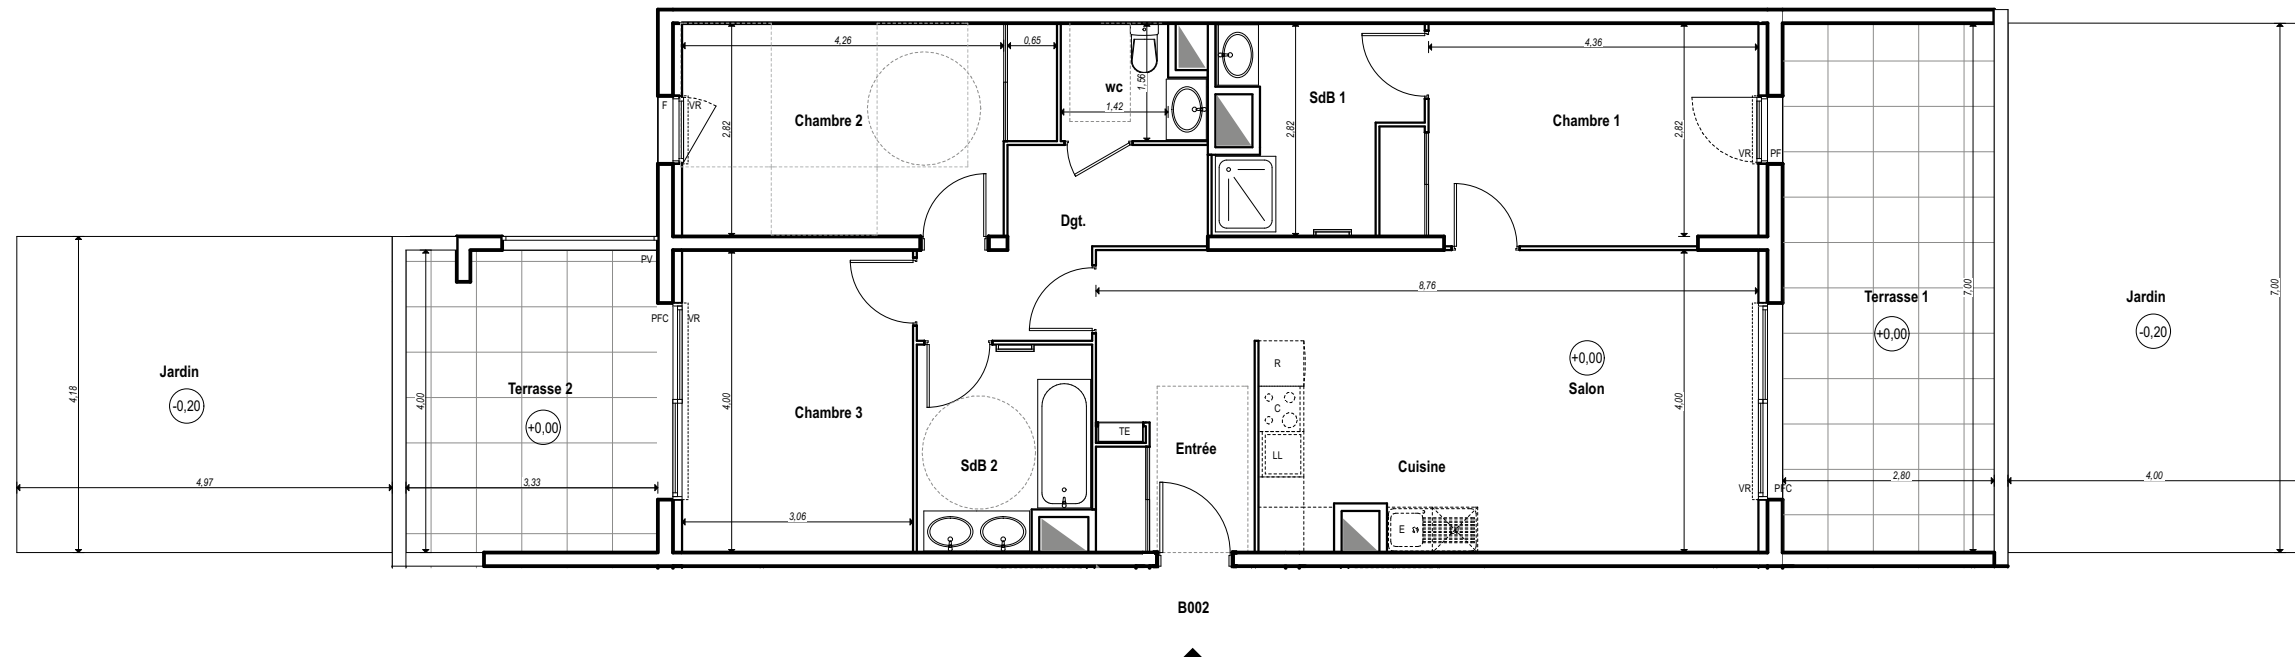 4,26
0,65
4,36
wc
1,56
1,42
SdB 1
F
VR
Chambre 2
2,82
2,82
Chambre 1
2,82
VR
PF
Dgt.
PV
8,76
Terrasse 1
+0,00
7,00
Jardin
-0,20
7,00
PFC
VR
Jardin
-0,20
4,18
Terrasse 2
+0,00
4,00
4,00
Chambre 3
R
C
LL
+0,00
Salon
4,00
TE
Entrée
SdB 2
Cuisine
4,97
3,33
3,06
VR
PFC
2,80
4,00
E
B002